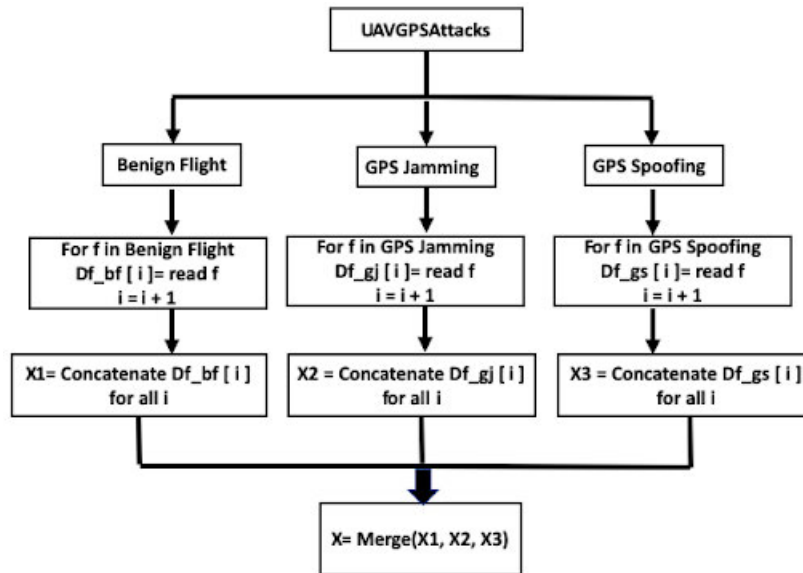 UAVGPSAttacks
Benign Flight
GPS Jamming
GPS Spoofing
For f in Benign Flight
Df_bf [ i ]= read f
i = i + 1
For f in GPS Jamming
Df_gj [ i ]= read f
i = i + 1
For f in GPS Spoofing
Df_gs [ i ]= read f
i = i + 1
X1= Concatenate Df_bf [ i ]
for all i
X2 = Concatenate Df_gj [ i ]
for all i
X3 = Concatenate Df_gs [ i ]
for all i
X= Merge(X1, X2, X3)